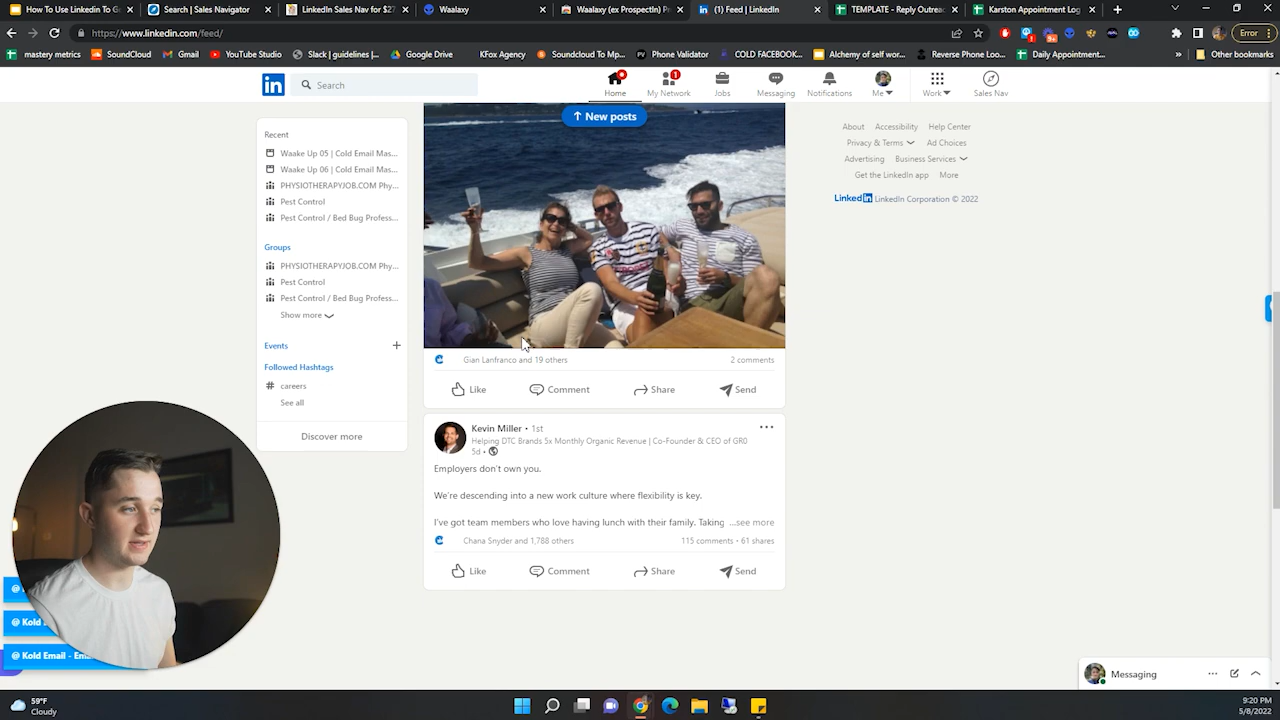 How To Use Linkedin To G
Search | Sales Navigator
LinkedIn Sales Nav for $2
Waalaxy
Waalaxy (ex Prospectin) P
(1) Feed | LinkedIn
TEMPLATE - Reply Outrea
Karston Appointment Log
https://www.linkedin.com/feed/
Error
mastery metrics
SoundCloud
Gmail
YouTube Studio
Slack | Sales Feed |...
Google Drive
KFox Agency
Soundcloud To Mp...
Phone Validator
COLD FACEBOOK...
Alchemy of self wor...
Reverse Phone Loo...
Daily Appointment...
Other bookmarks
in
Search
Home
1
My Network
Jobs
Messaging
Notifications
Me
Work
Sales Nav
New posts
Recent
Waake Up 05 | Cold Email Mas...
Waake Up 06 | Cold Email Mas...
PHYSIOTHERAPYJOB.COM Phy...
Pest Control
Pest Control / Bed Bug Profess...
Groups
PHYSIOTHERAPYJOB.COM Phy...
Pest Control
Pest Control / Bed Bug Profess...
Show more
Events
Followed Hashtags
# careers
See all
Discover more
Gian Lanfranco and 19 others
2 comments
Like
Comment
Share
Send
Kevin Miller • 1st
Helping DTC Brands 5x Monthly Organic Revenue | Co-Founder & CEO of GR0
5d •
Employers don't own you.
We're descending into a new work culture where flexibility is key.
I've got team members who love having lunch with their family. Taking ...see more
Chana Snyder and 1,788 others
115 comments • 61 shares
Like
Comment
Share
Send
About
Accessibility
Help Center
Privacy & Terms
Ad Choices
Advertising
Business Services
Get the LinkedIn app
More
LinkedIn LinkedIn Corporation © 2022
@ Kold
@ Kold Email - Em
Messaging
59°F
Cloudy
9:20 PM
5/8/2022